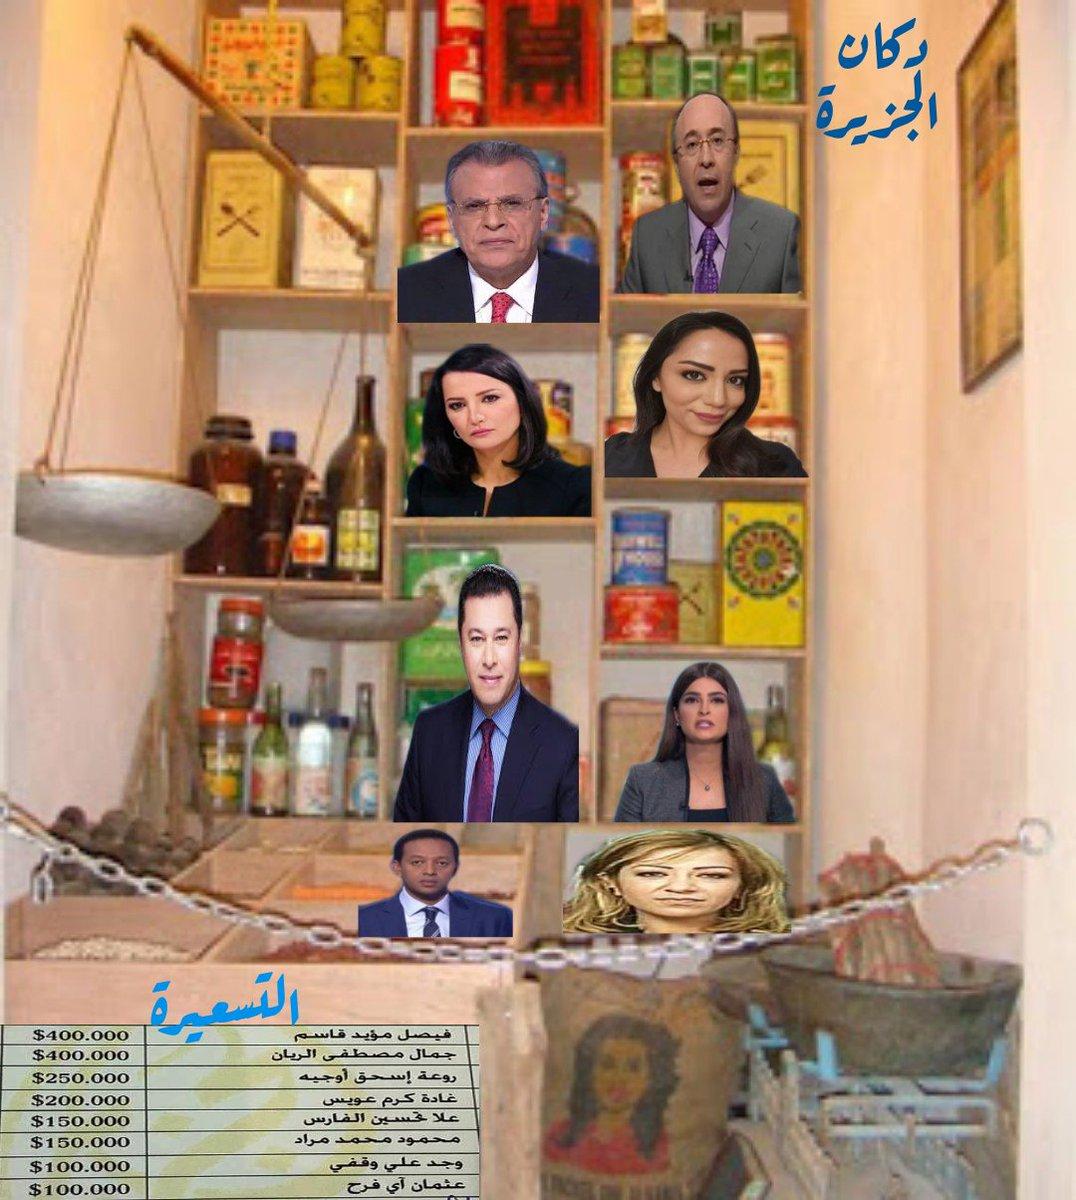 دكان
الجزيرة
التسعيرة
فيصل مؤيد قاسم $400.000
جمال مصطفى الريان $400.000
روعة إسحق أوجيه $250.000
غادة كرم عويس $200.000
علا تحسين الفارس $150.000
محمود محمد مراد $150.000
وجد علي وقفي $100.000
عثمان آي فرح $100.000